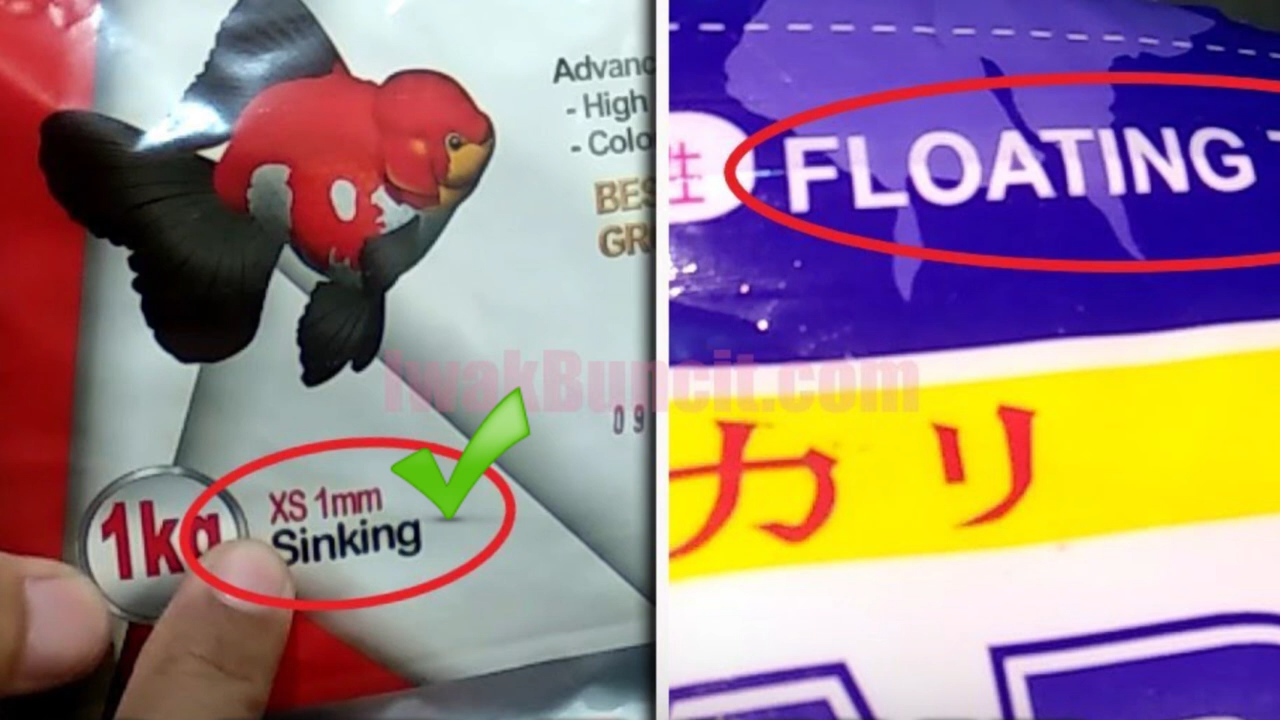 Advanc
- High
- Colo
BES
GR
09
1kg
XS 1mm
Sinking
FLOATING
カリ
iwakBuncit.com